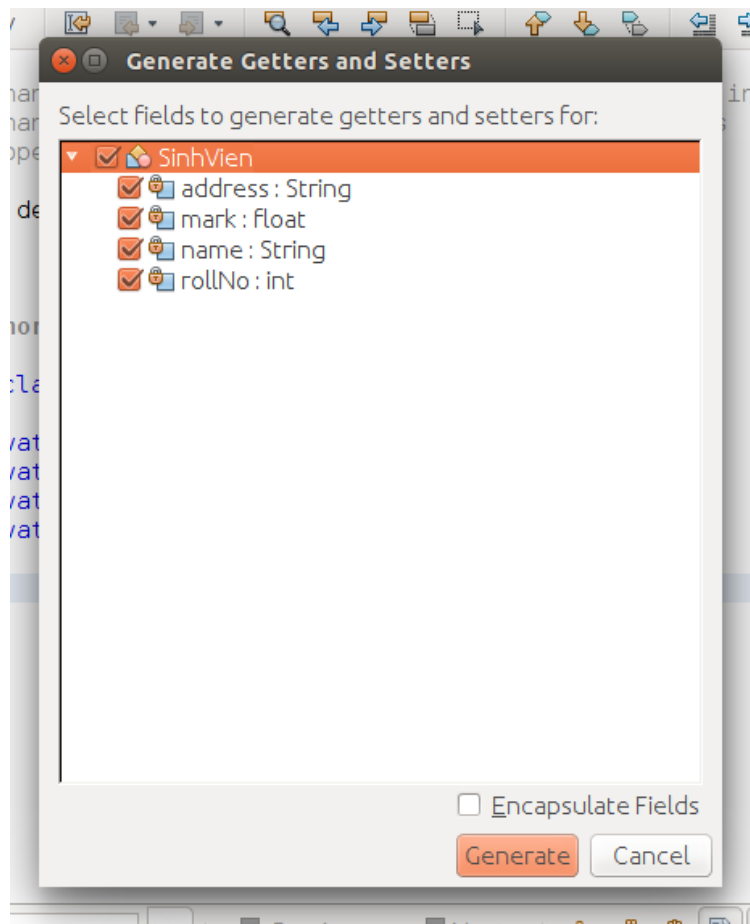 Generate Getters and Setters
Select fields to generate getters and setters for:
SinhVien
address : String
mark : float
name : String
rollNo : int
Encapsulate Fields
Generate
Cancel